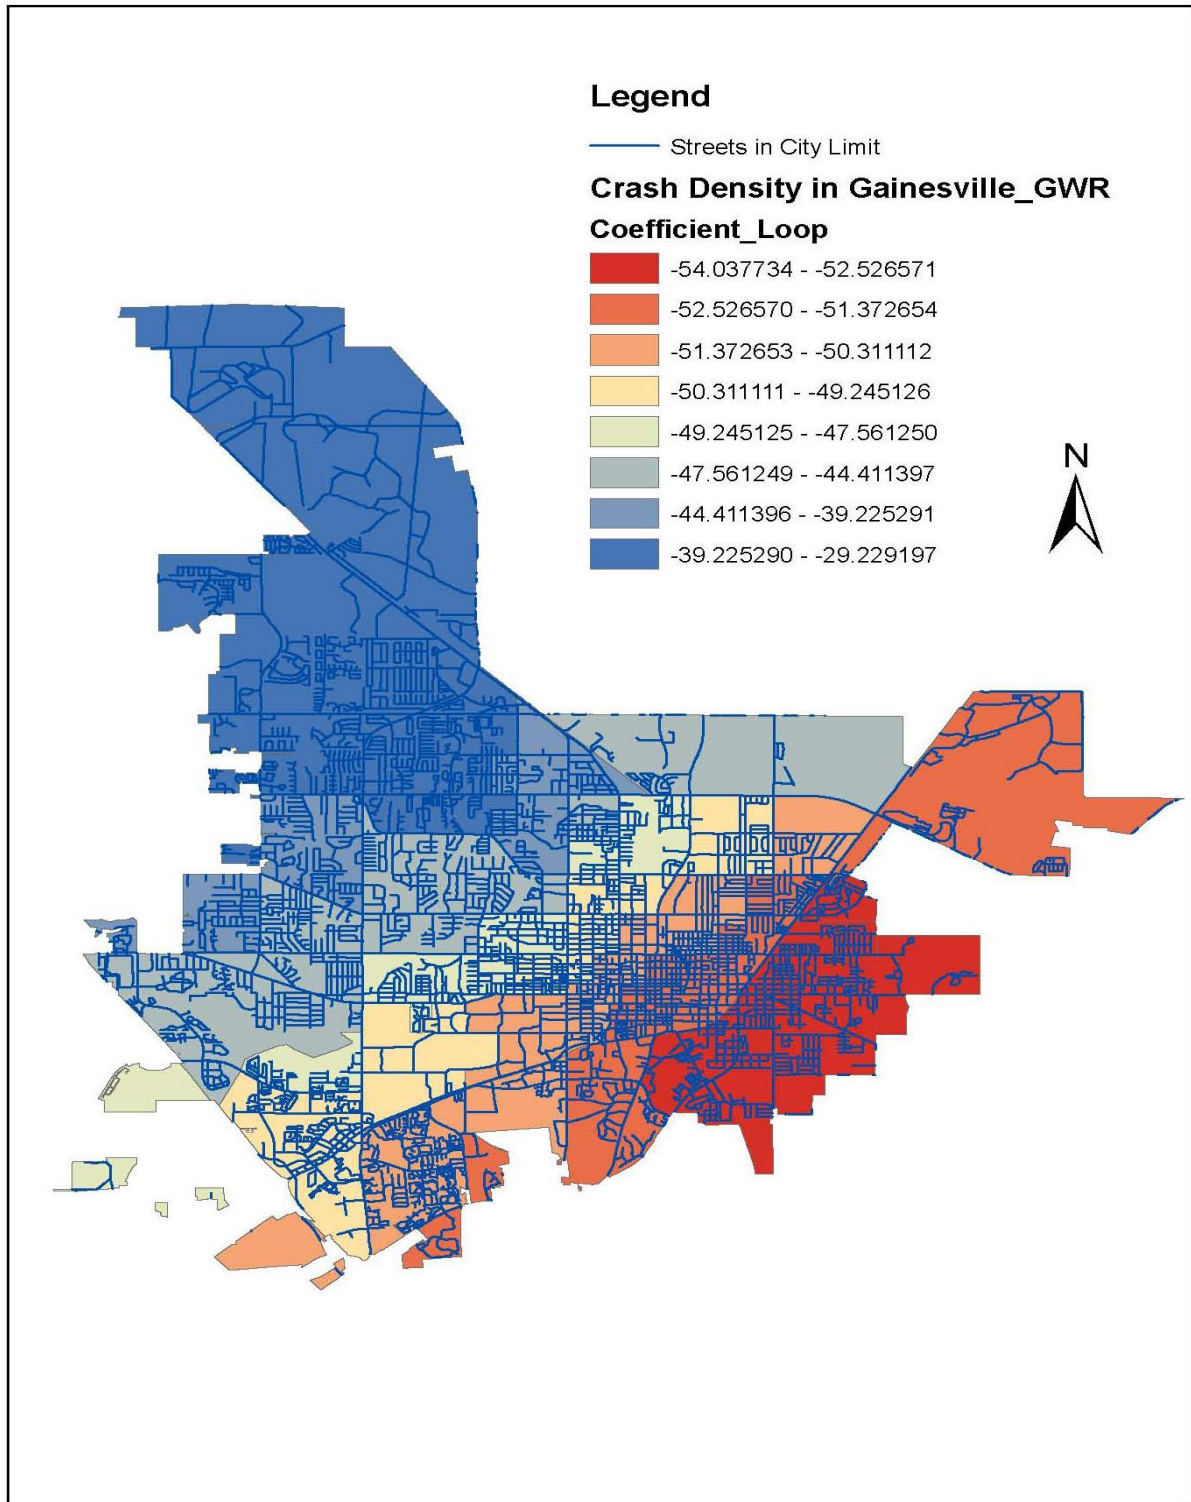 Legend
Streets in City Limit
Crash Density in Gainesville_GWR
Coefficient_Loop
-54.037734 - -52.526571
-52.526570 - -51.372654
-51.372653 - -50.311112
-50.311111 - -49.245126
-49.245125 - -47.561250
-47.561249 - -44.411397
-44.411396 - -39.225291
-39.225290 - -29.229197
N